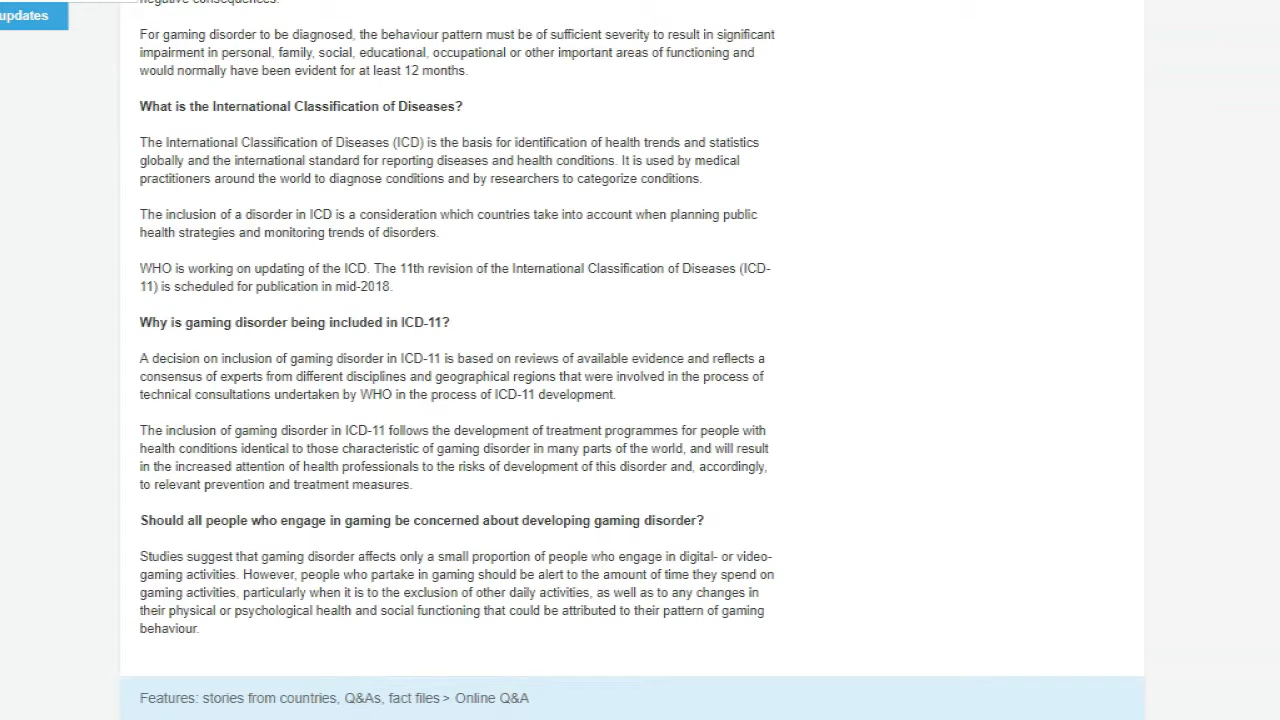 negative consequences.
updates
For gaming disorder to be diagnosed, the behaviour pattern must be of sufficient severity to result in significant
impairment in personal, family, social, educational, occupational or other important areas of functioning and
would normally have been evident for at least 12 months.
What is the International Classification of Diseases?
The International Classification of Diseases (ICD) is the basis for identification of health trends and statistics
globally and the international standard for reporting diseases and health conditions. It is used by medical
practitioners around the world to diagnose conditions and by researchers to categorize conditions.
The inclusion of a disorder in ICD is a consideration which countries take into account when planning public
health strategies and monitoring trends of disorders.
WHO is working on updating of the ICD. The 11th revision of the International Classification of Diseases (ICD-
11) is scheduled for publication in mid-2018.
Why is gaming disorder being included in ICD-11?
A decision on inclusion of gaming disorder in ICD-11 is based on reviews of available evidence and reflects a
consensus of experts from different disciplines and geographical regions that were involved in the process of
technical consultations undertaken by WHO in the process of ICD-11 development.
The inclusion of gaming disorder in ICD-11 follows the development of treatment programmes for people with
health conditions identical to those characteristic of gaming disorder in many parts of the world, and will result
in the increased attention of health professionals to the risks of development of this disorder and, accordingly,
to relevant prevention and treatment measures.
Should all people who engage in gaming be concerned about developing gaming disorder?
Studies suggest that gaming disorder affects only a small proportion of people who engage in digital- or video-
gaming activities. However, people who partake in gaming should be alert to the amount of time they spend on
gaming activities, particularly when it is to the exclusion of other daily activities, as well as to any changes in
their physical or psychological health and social functioning that could be attributed to their pattern of gaming
behaviour.
Features: stories from countries, Q&As, fact files > Online Q&A